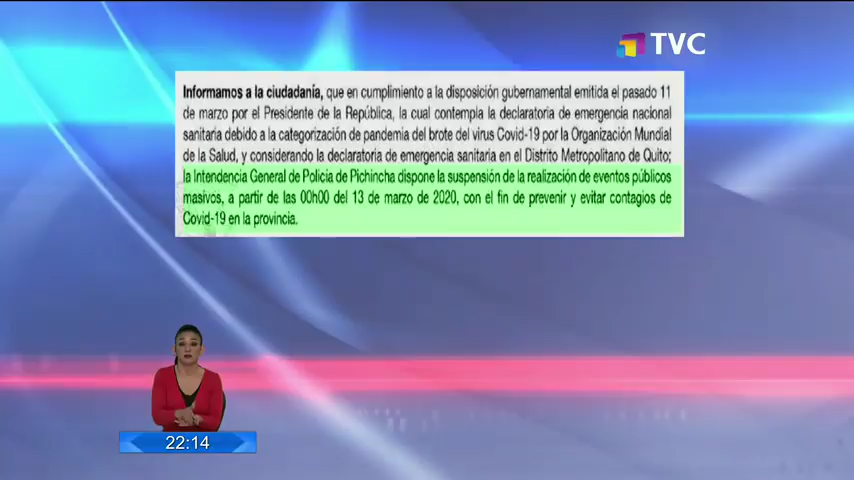 TVC
Informamos a la ciudadanía, que en cumplimiento a la disposición gubernamental emitida el pasado 11
de marzo por el Presidente de la República, la cual contempla la declaratoria de emergencia nacional
sanitaria debido a la categorización de pandemia del brote del virus Covid-19 por la Organización Mundial
de la Salud, y considerando la declaratoria de emergencia sanitaria en el Distrito Metropolitano de Quito;
la Intendencia General de Policía de Pichincha dispone la suspensión de la realización de eventos públicos
masivos, a partir de las 00h00 del 13 de marzo de 2020, con el fin de prevenir y evitar contagios de
Covid-19 en la provincia.
22:14